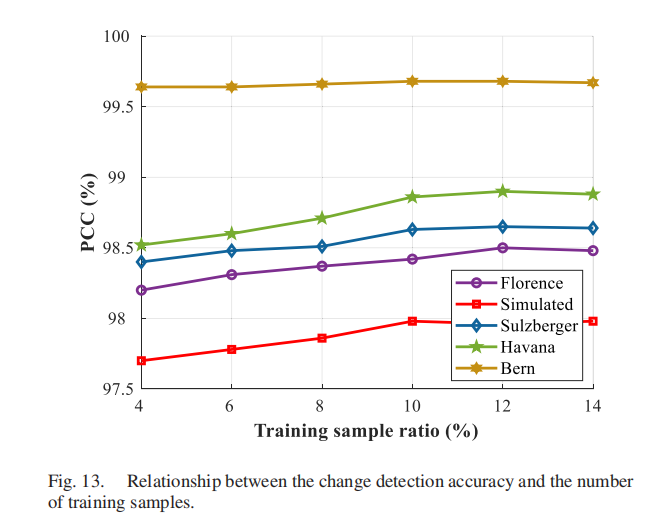 100
99.5
99
98.5
98
97.5
PCC (%)
4 6 8 10 12 14
Training sample ratio (%)
Florence
Simulated
Sulzberger
Havana
Bern
Fig. 13. Relationship between the change detection accuracy and the number
of training samples.